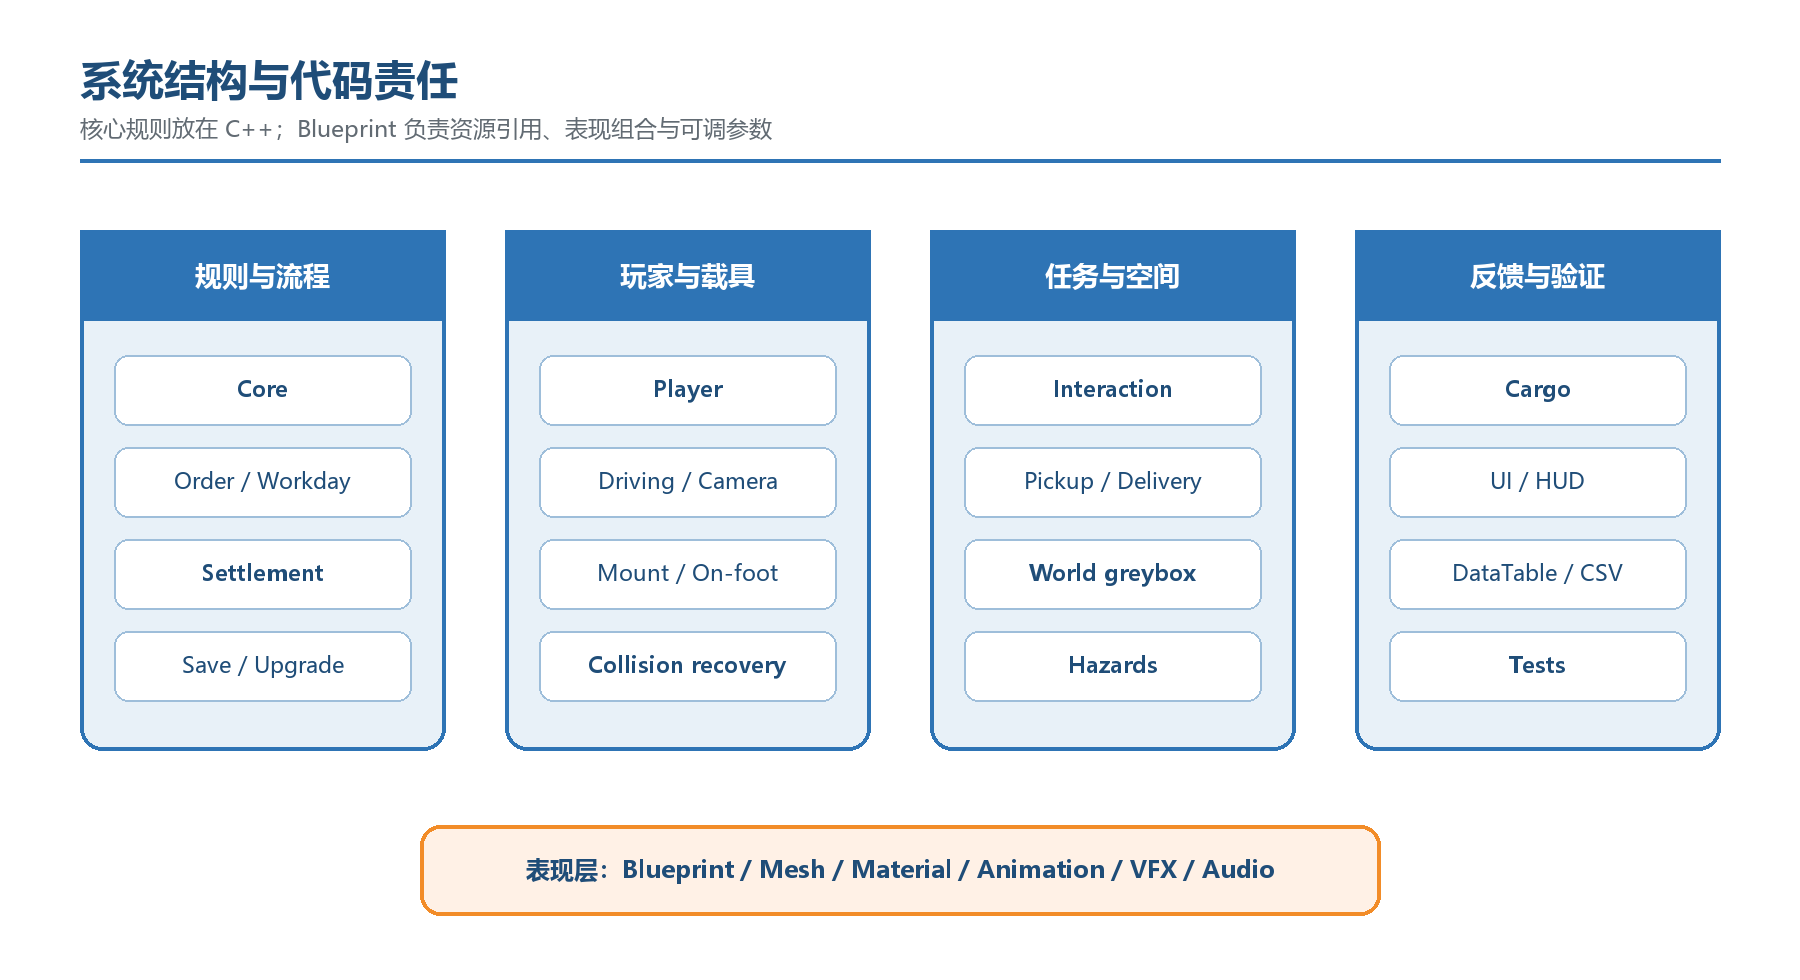 系统结构与代码责任
核心规则放在 C++；Blueprint 负责资源引用、表现组合与可调参数
规则与流程
Core
Order / Workday
Settlement
Save / Upgrade
玩家与载具
Player
Driving / Camera
Mount / On-foot
Collision recovery
任务与空间
Interaction
Pickup / Delivery
World greybox
Hazards
反馈与验证
Cargo
UI / HUD
DataTable / CSV
Tests
表现层：Blueprint / Mesh / Material / Animation / VFX / Audio